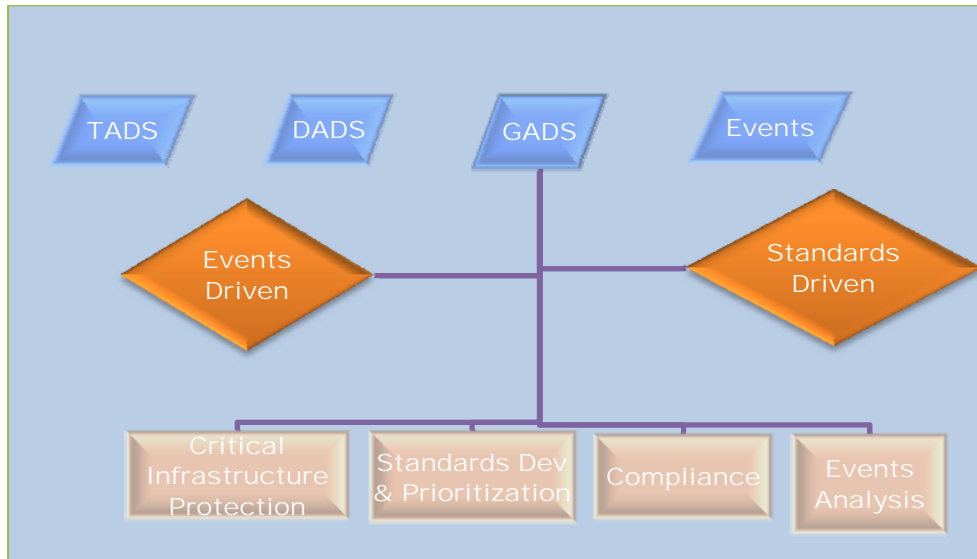 TADS
DADS
GADS
Events
Events
Driven
Standards
Driven
Critical
Infrastructure
Protection
Standards Dev
& Prioritization
Compliance
Events
Analysis